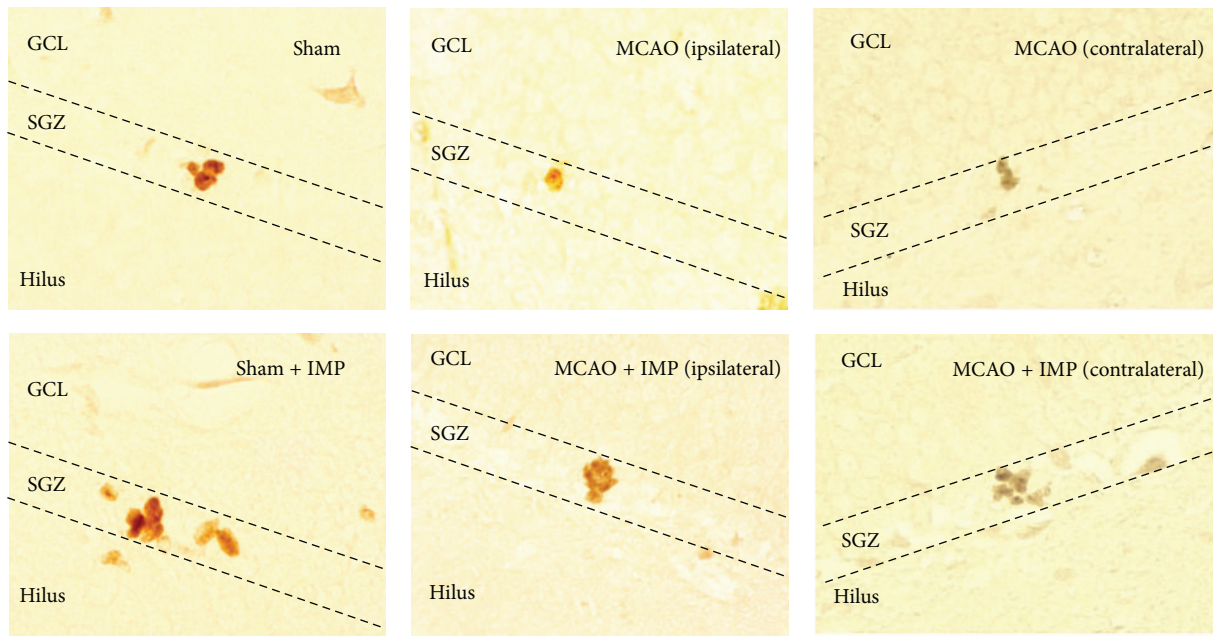 GCL
Sham
SGZ
Hilus
GCL
MCAO (ipsilateral)
SGZ
Hilus
GCL
MCAO (contralateral)
SGZ
Hilus
Sham + IMP
GCL
SGZ
Hilus
GCL
MCAO + IMP (ipsilateral)
SGZ
Hilus
GCL
MCAO + IMP (contralateral)
SGZ
Hilus